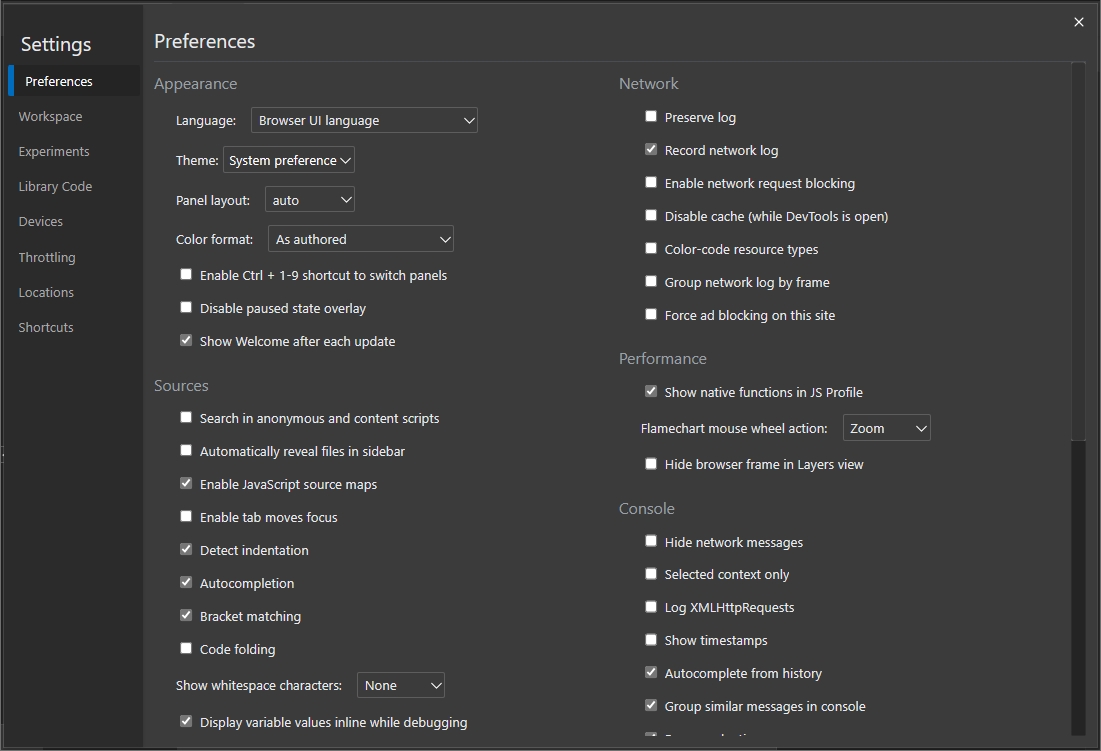 Settings
Preferences
Workspace
Experiments
Library Code
Devices
Throttling
Locations
Shortcuts
Preferences
Appearance
Language: Browser UI language
Theme: System preference
Panel layout: auto
Color format: As authored
Enable Ctrl + 1-9 shortcut to switch panels
Disable paused state overlay
Show Welcome after each update
Sources
Search in anonymous and content scripts
Automatically reveal files in sidebar
Enable JavaScript source maps
Enable tab moves focus
Detect indentation
Autocompletion
Bracket matching
Code folding
Show whitespace characters: None
Display variable values inline while debugging
Network
Preserve log
Record network log
Enable network request blocking
Disable cache (while DevTools is open)
Color-code resource types
Group network log by frame
Force ad blocking on this site
Performance
Show native functions in JS Profile
Flamechart mouse wheel action: Zoom
Hide browser frame in Layers view
Console
Hide network messages
Selected context only
Log XMLHttpRequests
Show timestamps
Autocomplete from history
Group similar messages in console